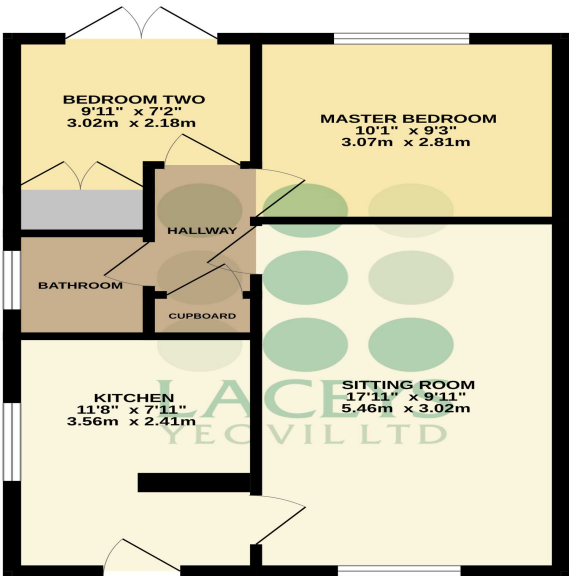 BEDROOM TWO
9'11" x 7'2"
3.02m x 2.18m
MASTER BEDROOM
10'1" x 9'3"
3.07m x 2.81m
HALLWAY
BATHROOM
CUPBOARD
KITCHEN
11'8" x 7'11"
3.56m x 2.41m
SITTING ROOM
17'11" x 9'11"
5.46m x 3.02m
LACEYS
YEOVIL LTD